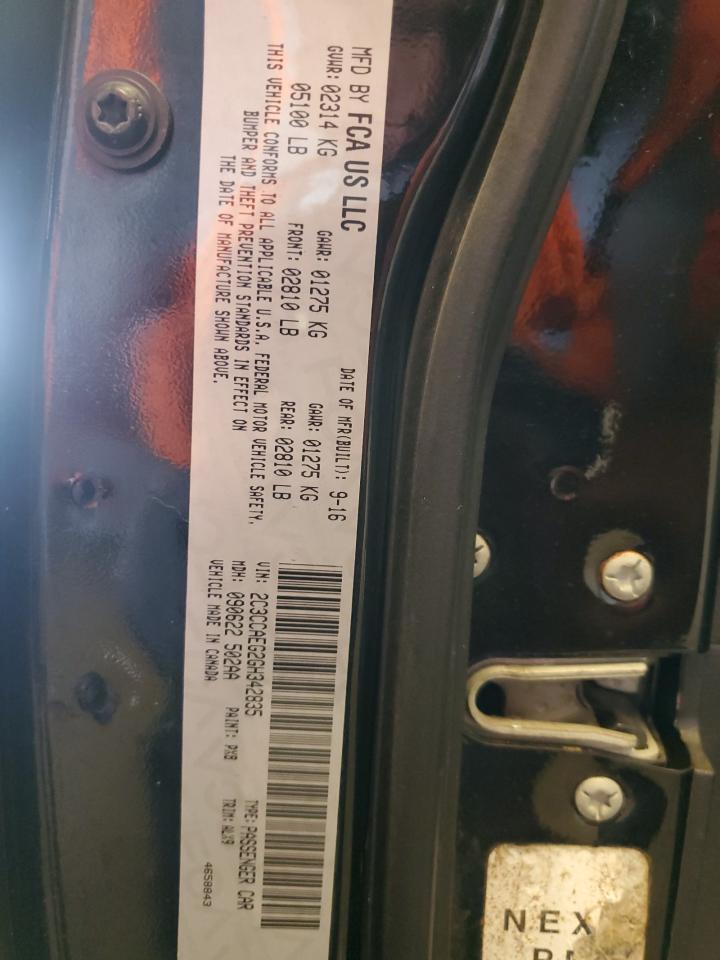 MFD BY FCA US LLC
DATE OF MFR(BUILT): 9-16
GVWR: 02314 KG GAWR: 01275 KG GAWR: 01275 KG
05100 LB FRONT: 02810 LB REAR: 02810 LB
THIS VEHICLE CONFORMS TO ALL APPLICABLE U.S.A. FEDERAL MOTOR VEHICLE SAFETY,
BUMPER AND THEFT PREVENTION STANDARDS IN EFFECT ON
THE DATE OF MANUFACTURE SHOWN ABOVE.
VIN: 2C3CCAEG2GH342835 TYPE: PASSENGER CAR
MDH: 090622 502AA PAINT: PX8 TRIM: HLX9
VEHICLE MADE IN CANADA
4658843
NEX